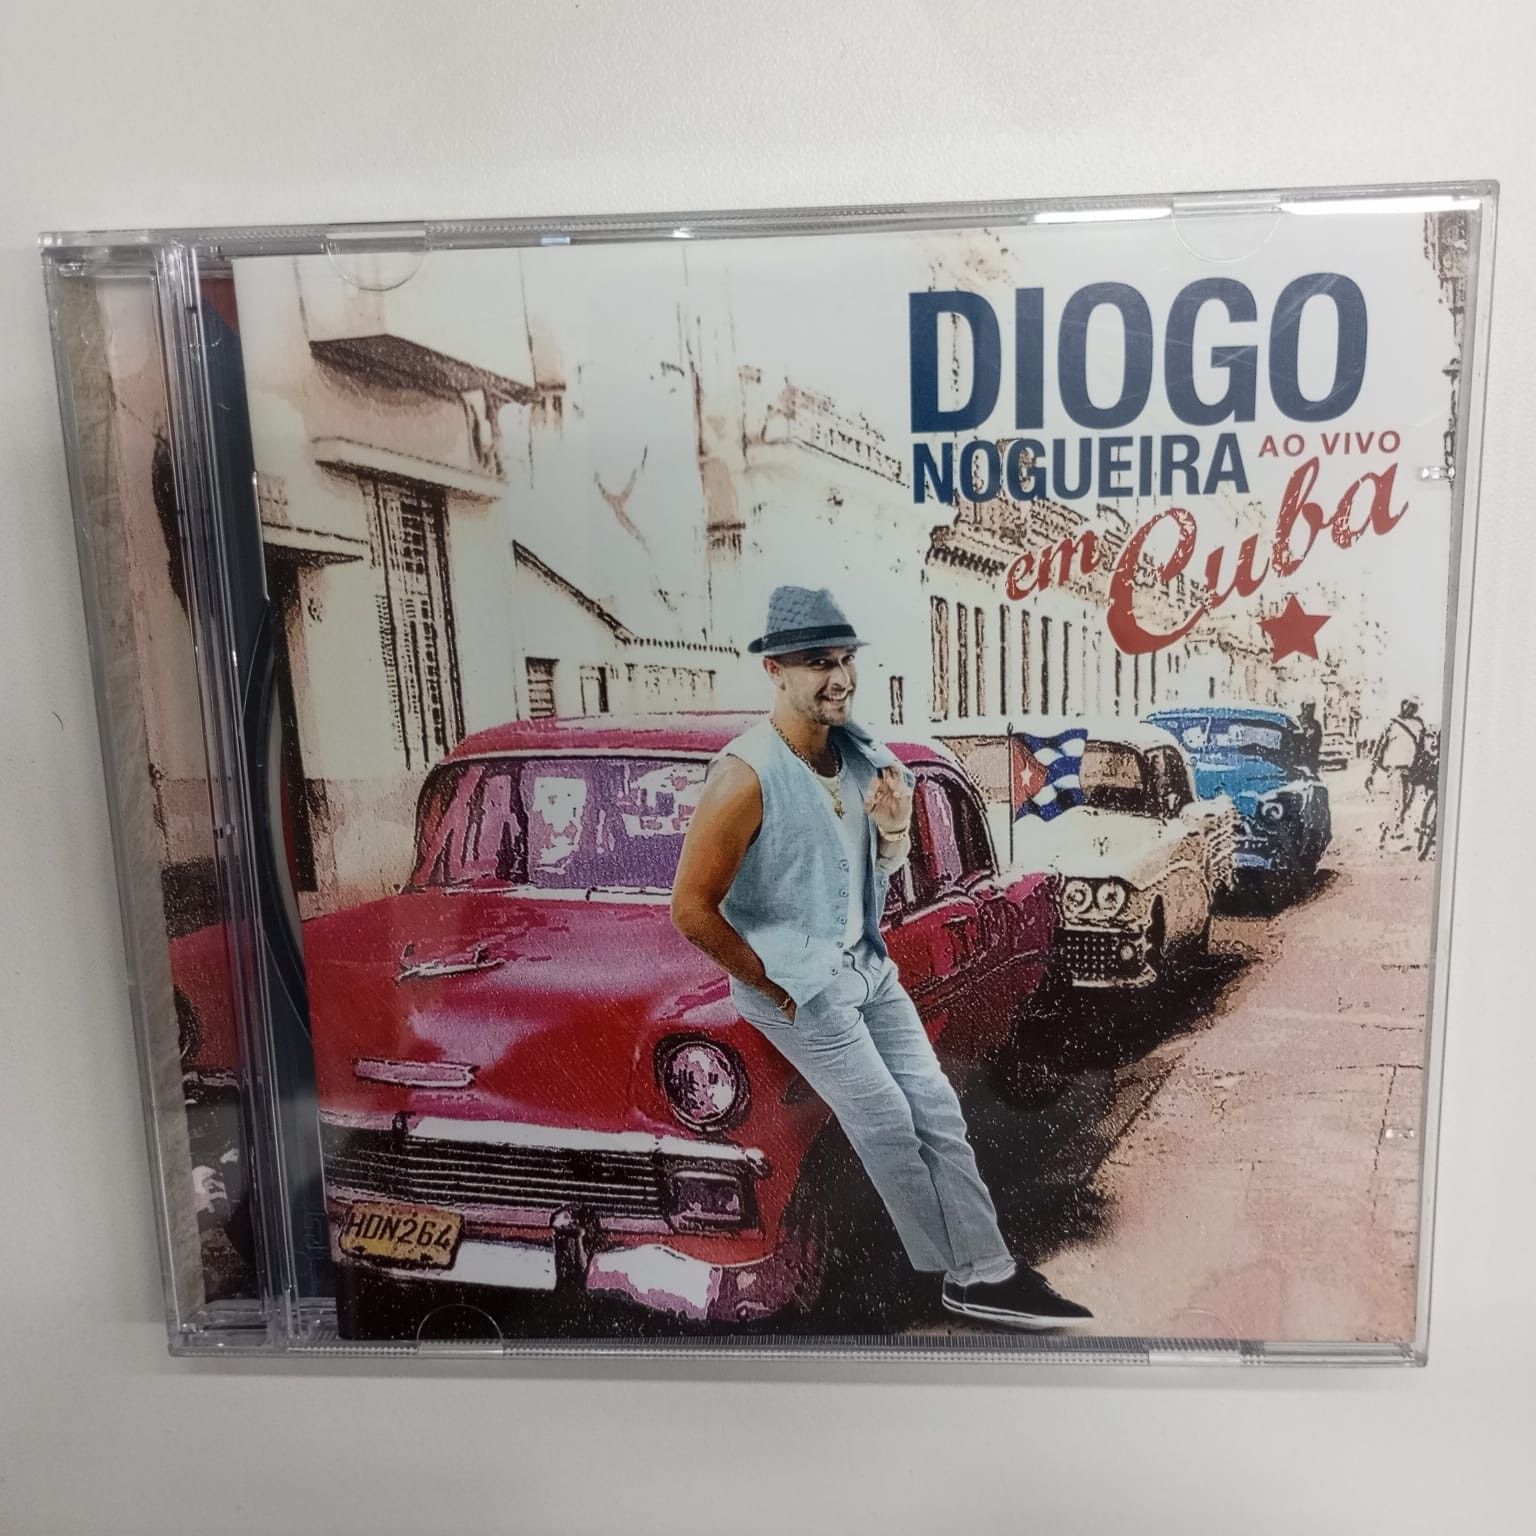 DIOGO
NOGUEIRA AO VIVO
em Cuba
HDN264